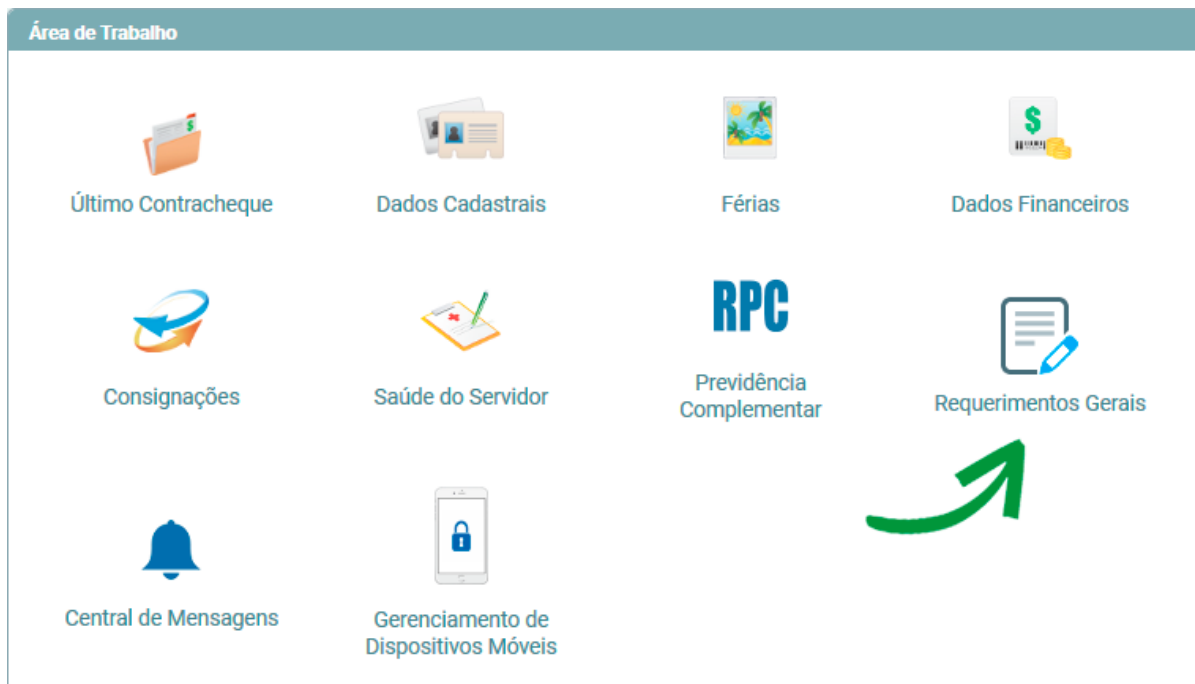 Área de Trabalho
Último Contracheque
Dados Cadastrais
Férias
$
Dados Financeiros
Consignações
Saúde do Servidor
RPC
Previdência
Complementar
Requerimentos Gerais
Central de Mensagens
Gerenciamento de
Dispositivos Móveis